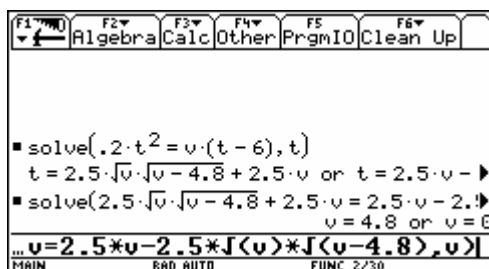 F1 F2 F3 F4 F5 F6
Algebra Calc Other PrgmIO Clean Up
▪ solve(.2·t²=v·(t-6),t)
t=2.5·√v·√v-4.8+2.5·v or t=2.5·v-▶
▪ solve(2.5·√v·√v-4.8+2.5·v=2.5·v-2.▶
v=4.8 or v=0
…v=2.5*v-2.5*√(v)*√(v-4.8),v)
MAIN RAD AUTO FUNC 2/30